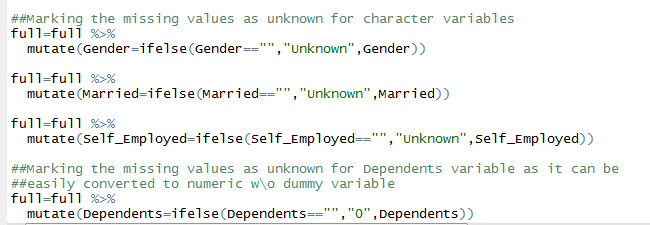 ##Marking the missing values as unknown for character variables
full=full %>%
  mutate(Gender=ifelse(Gender=="","Unknown",Gender))
full=full %>%
  mutate(Married=ifelse(Married=="","Unknown",Married))
full=full %>%
  mutate(Self_Employed=ifelse(Self_Employed=="","Unknown",Self_Employed))
##Marking the missing values as unknown for Dependents variable as it can be
##easily converted to numeric w\o dummy variable
full=full %>%
  mutate(Dependents=ifelse(Dependents=="","0",Dependents))